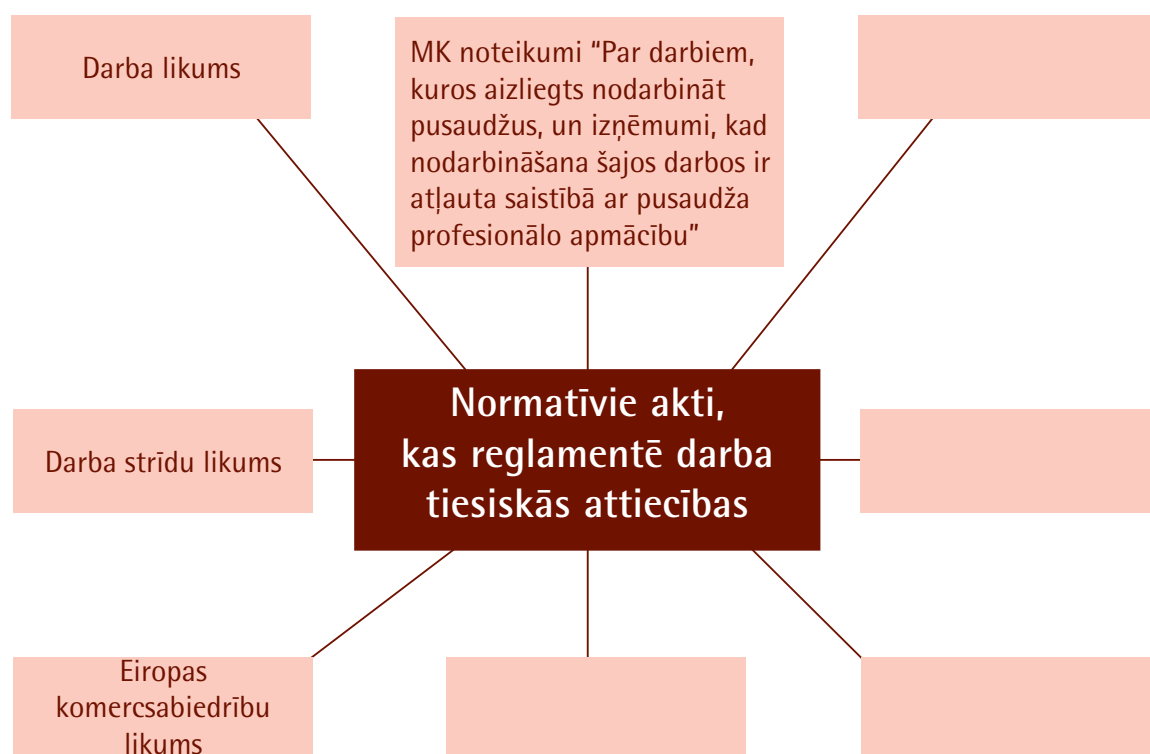 Darba likums
MK noteikumi “Par darbiem,
kuros aizliegts nodarbināt
pusaudžus, un izņēmumi, kad
nodarbināšana šajos darbos ir
atļauta saistībā ar pusaudža
profesionālo apmācību”
Normatīvie akti,
kas reglamentē darba
tiesiskās attiecības
Darba strīdu likums
Eiropas
komercsabiedrību
likums